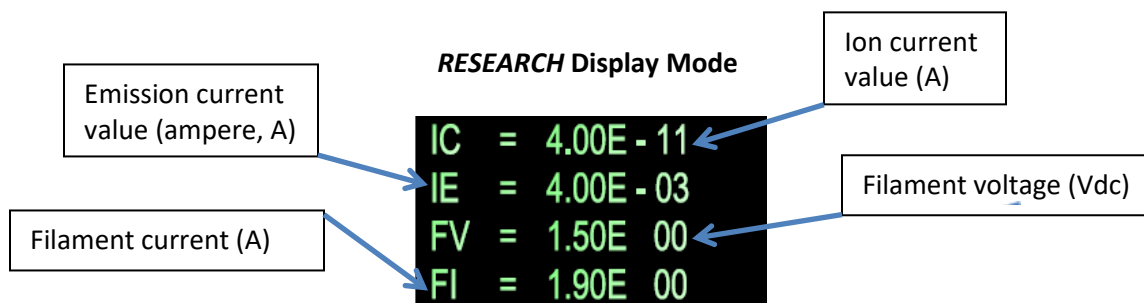 Ion current
value (A)
RESEARCH Display Mode
Emission current
value (ampere, A)
IC = 4.00E - 11
IE = 4.00E - 03
Filament voltage (Vdc)
FV = 1.50E 00
Filament current (A)
FI = 1.90E 00